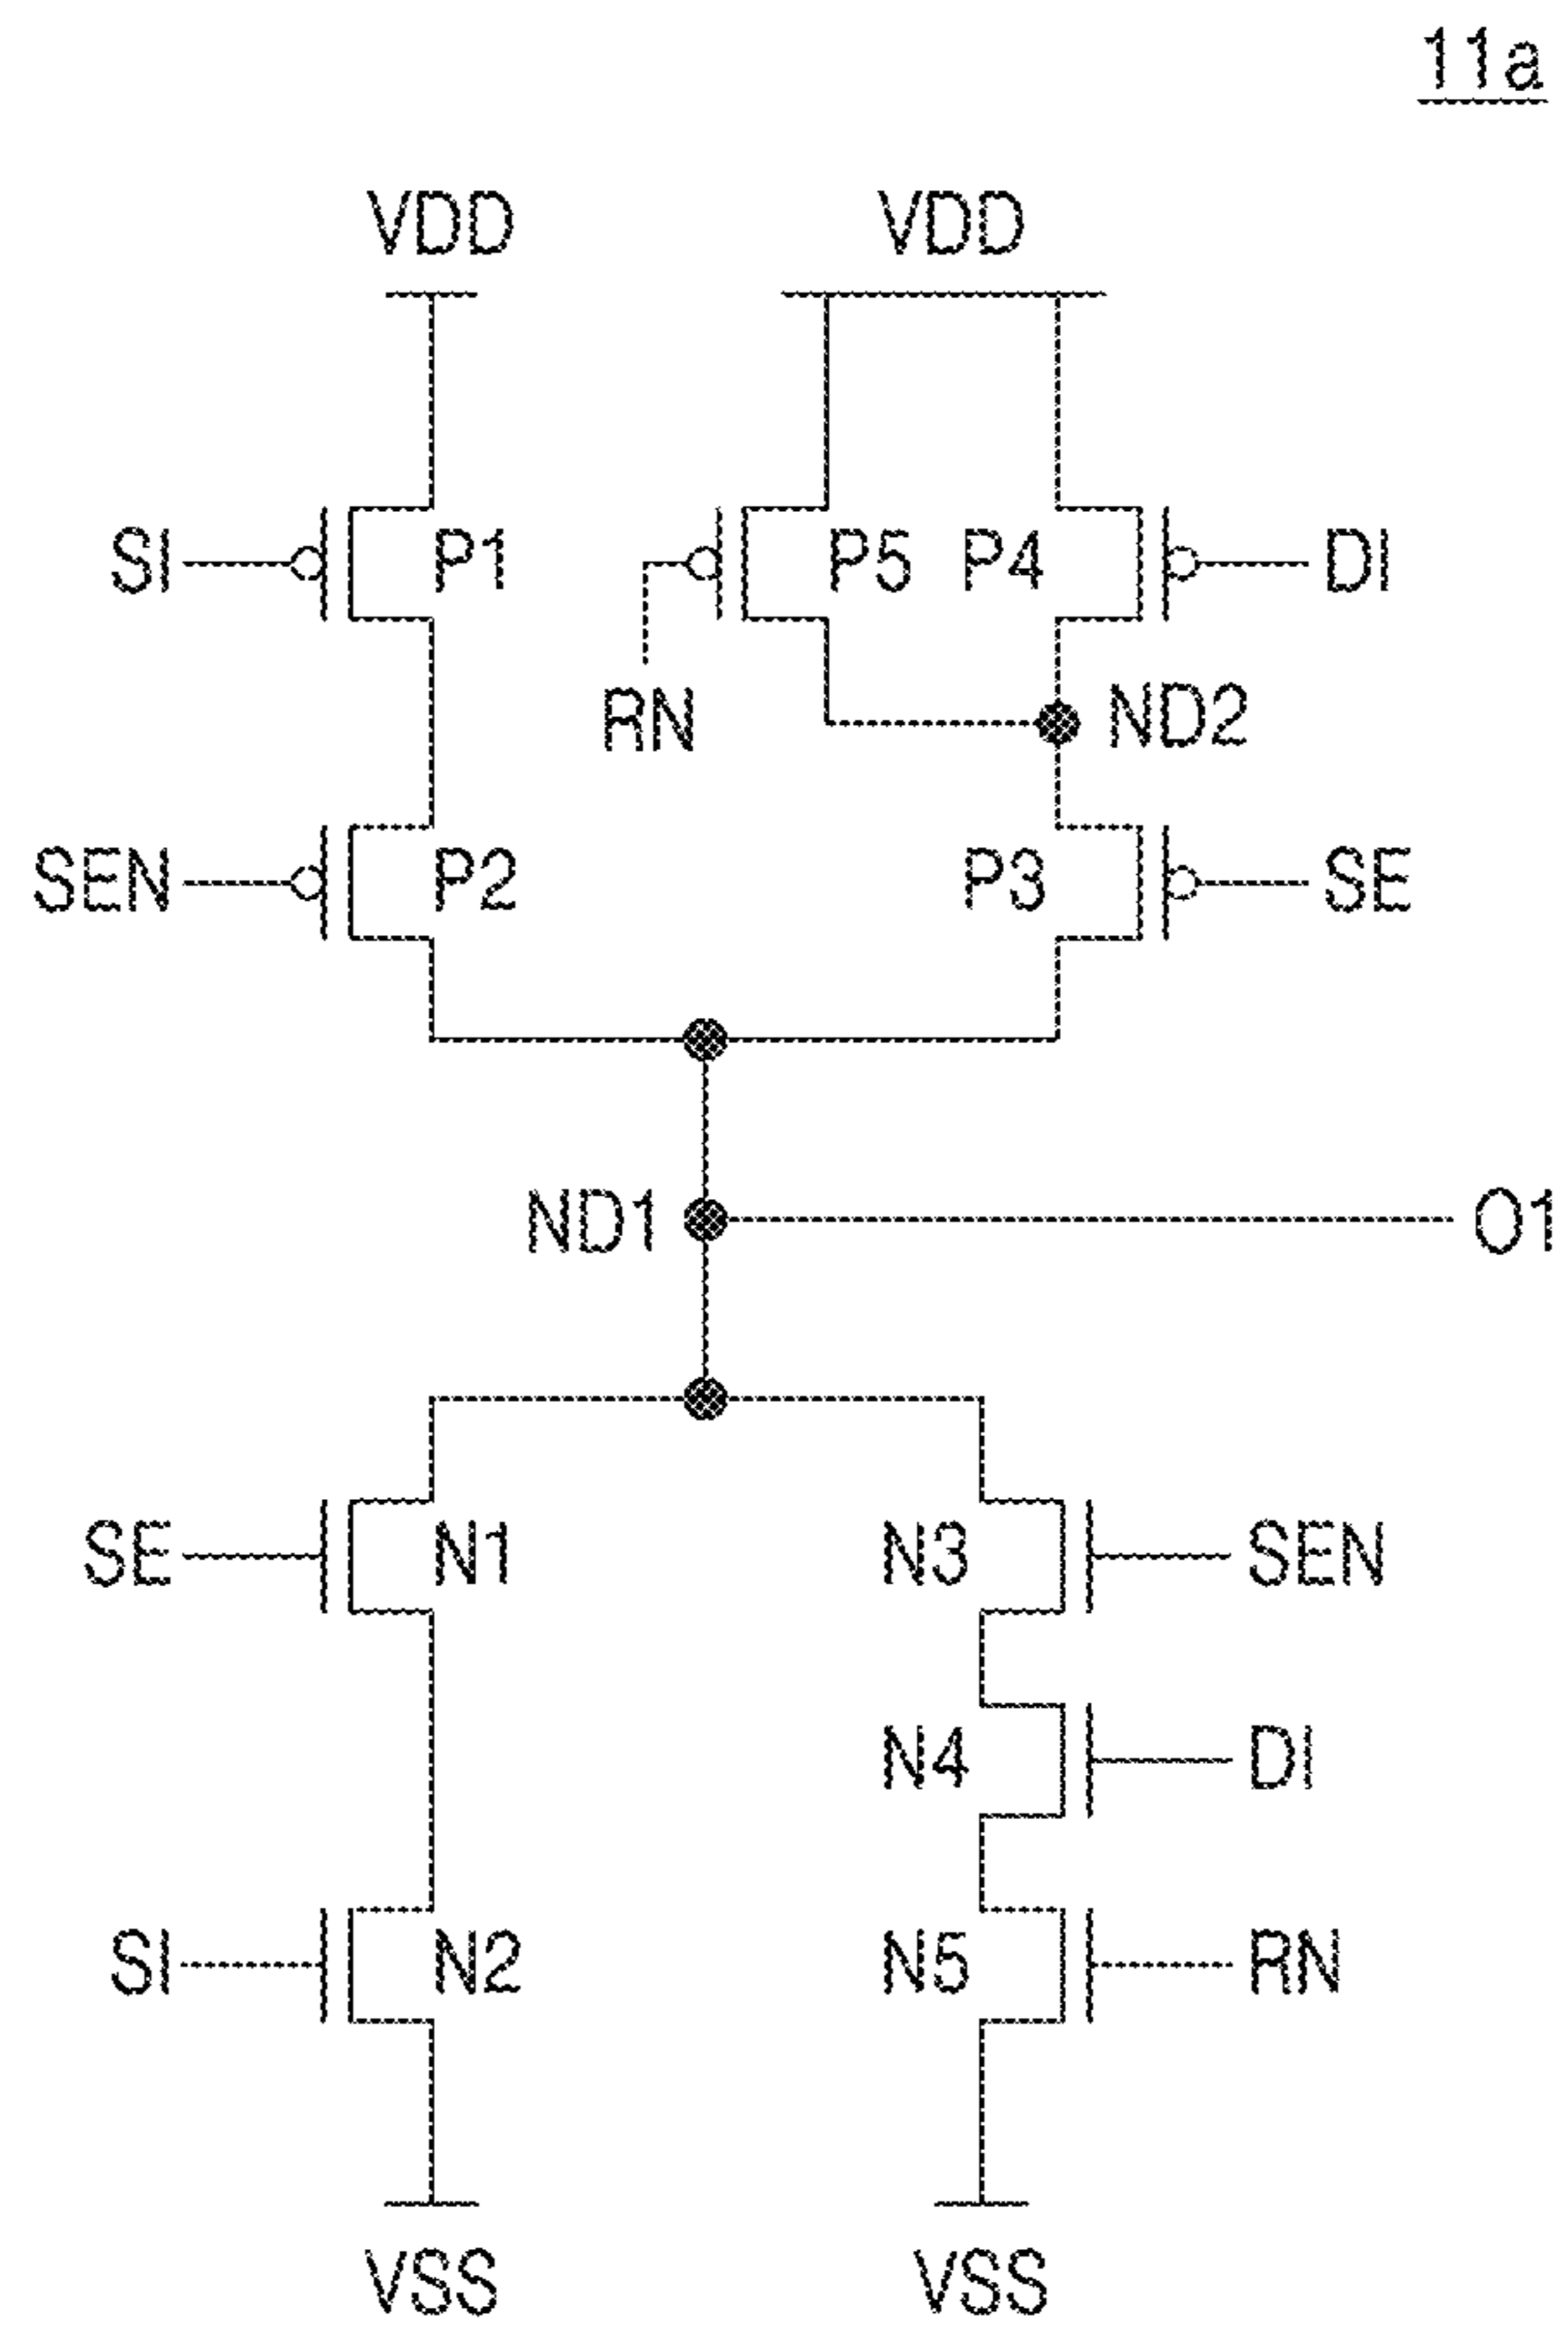 11a
VDD VDD
SI P1 P5 P4 DI
RN ND2
SEN P2 P3 SE
ND1 O1
SE N1 N3 SEN
N4 DI
SI N2 N5 RN
VSS VSS